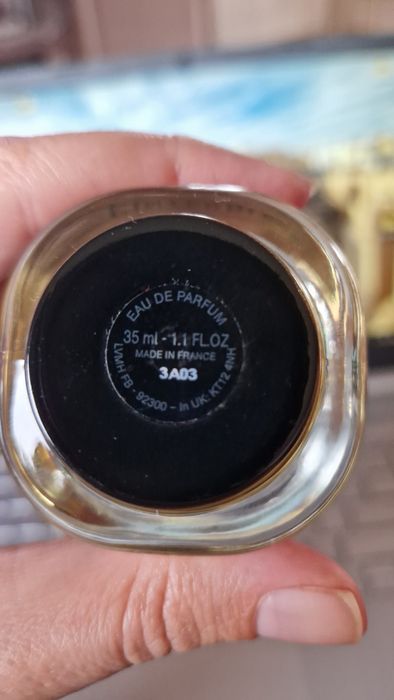 EAU DE PARFUM
35 ml - 1.1 FL.OZ
MADE IN FRANCE
3A03
LVMH FB - 92300 - In UK: KT12 4NH